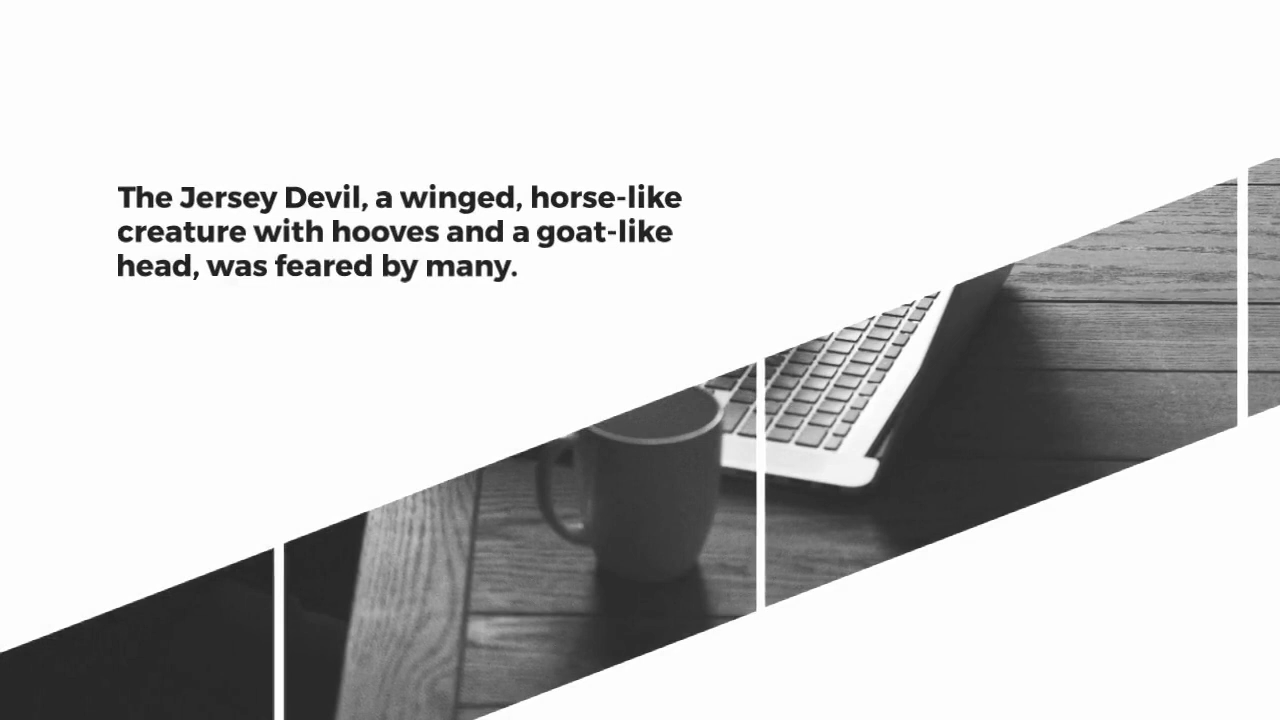 The Jersey Devil, a winged, horse-like
creature with hooves and a goat-like
head, was feared by many.